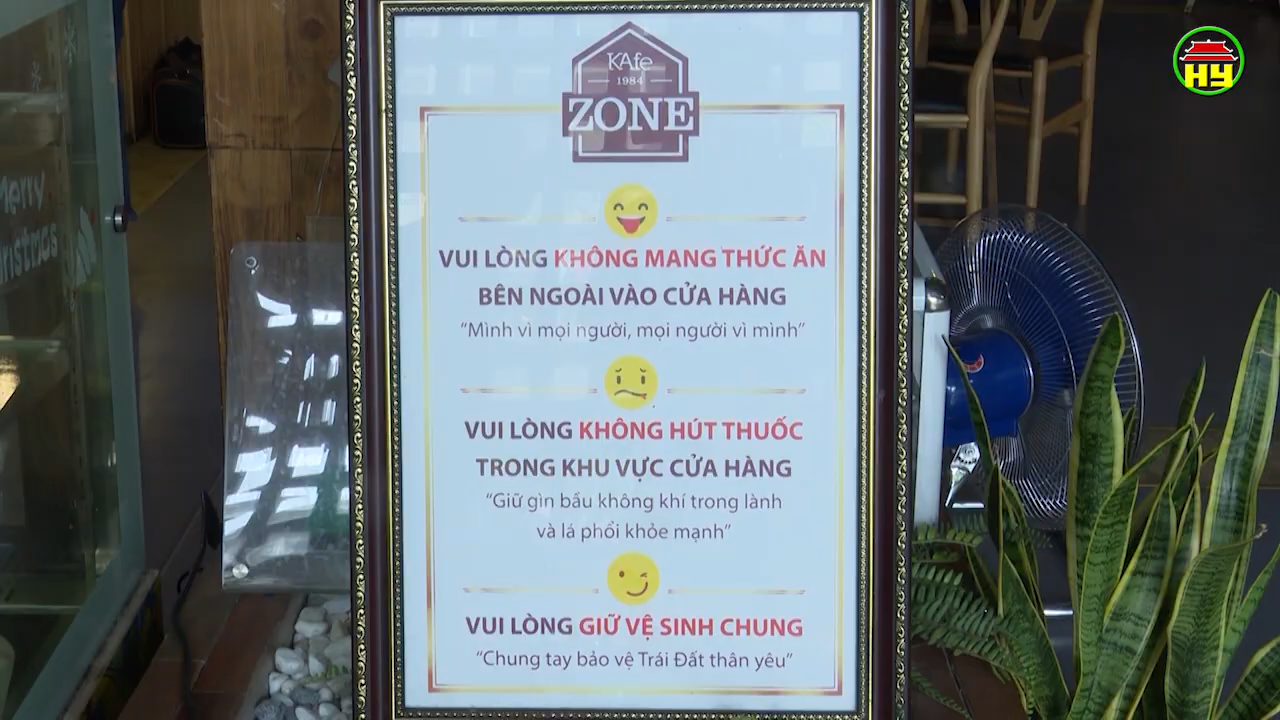 KAfe
1984
ZONE
VUI LÒNG KHÔNG MANG THỨC ĂN
BÊN NGOÀI VÀO CỬA HÀNG
“Mình vì mọi người, mọi người vì mình”
VUI LÒNG KHÔNG HÚT THUỐC
TRONG KHU VỰC CỬA HÀNG
“Giữ gìn bầu không khí trong lành
và lá phổi khỏe mạnh”
VUI LÒNG GIỮ VỆ SINH CHUNG
“Chung tay bảo vệ Trái Đất thân yêu”
Merry
Christmas
HY